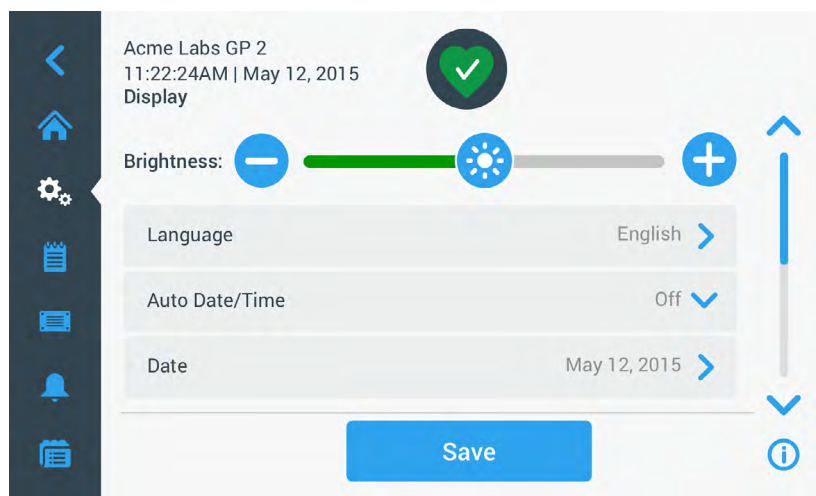 Acme Labs GP 2
11:22:24AM | May 12, 2015
Display
Brightness:
Language English
Auto Date/Time Off
Date May 12, 2015
Save